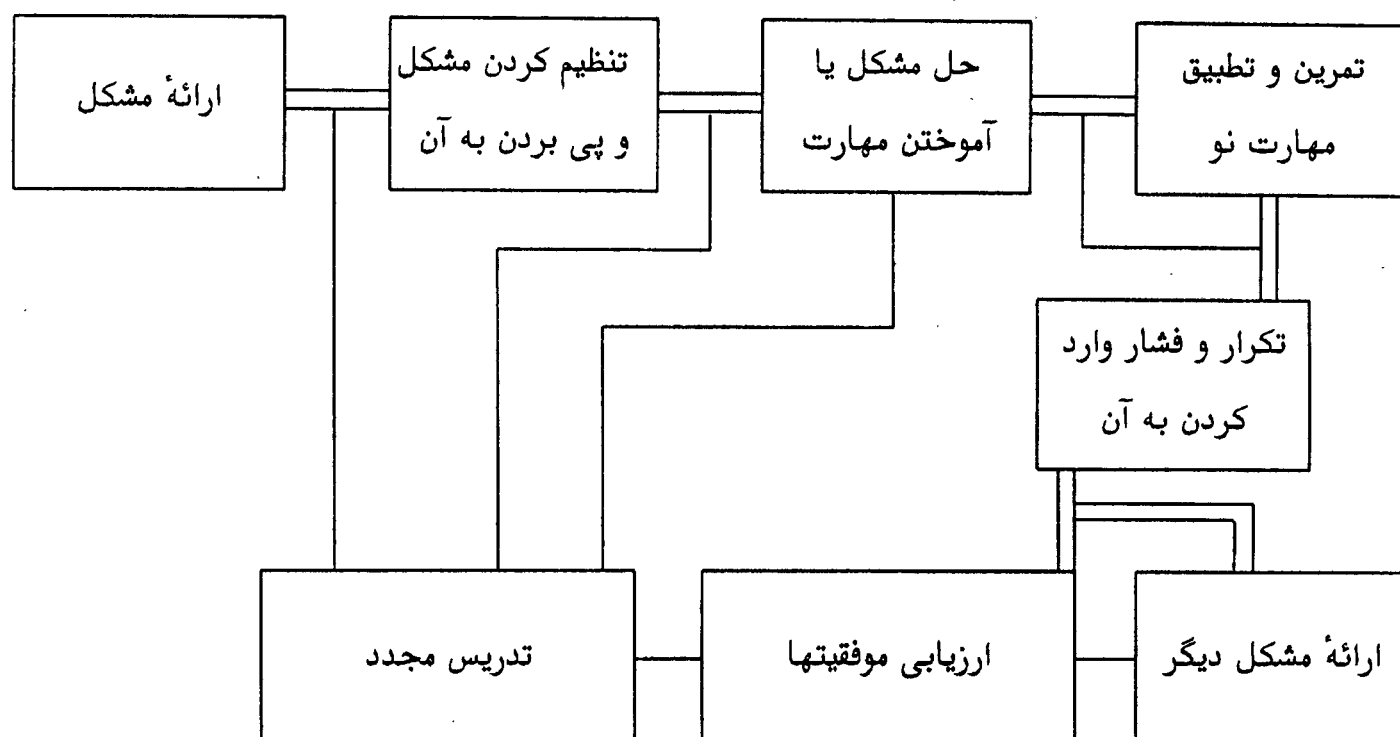 ارائهٔ مشکل
تنظیم کردن مشکل
و پی بردن به آن
حل مشکل یا
آموختن مهارت
تمرین و تطبیق
مهارت نو
تکرار و فشار وارد
کردن به آن
تدریس مجدد
ارزیابی موفقیتها
ارائهٔ مشکل دیگر